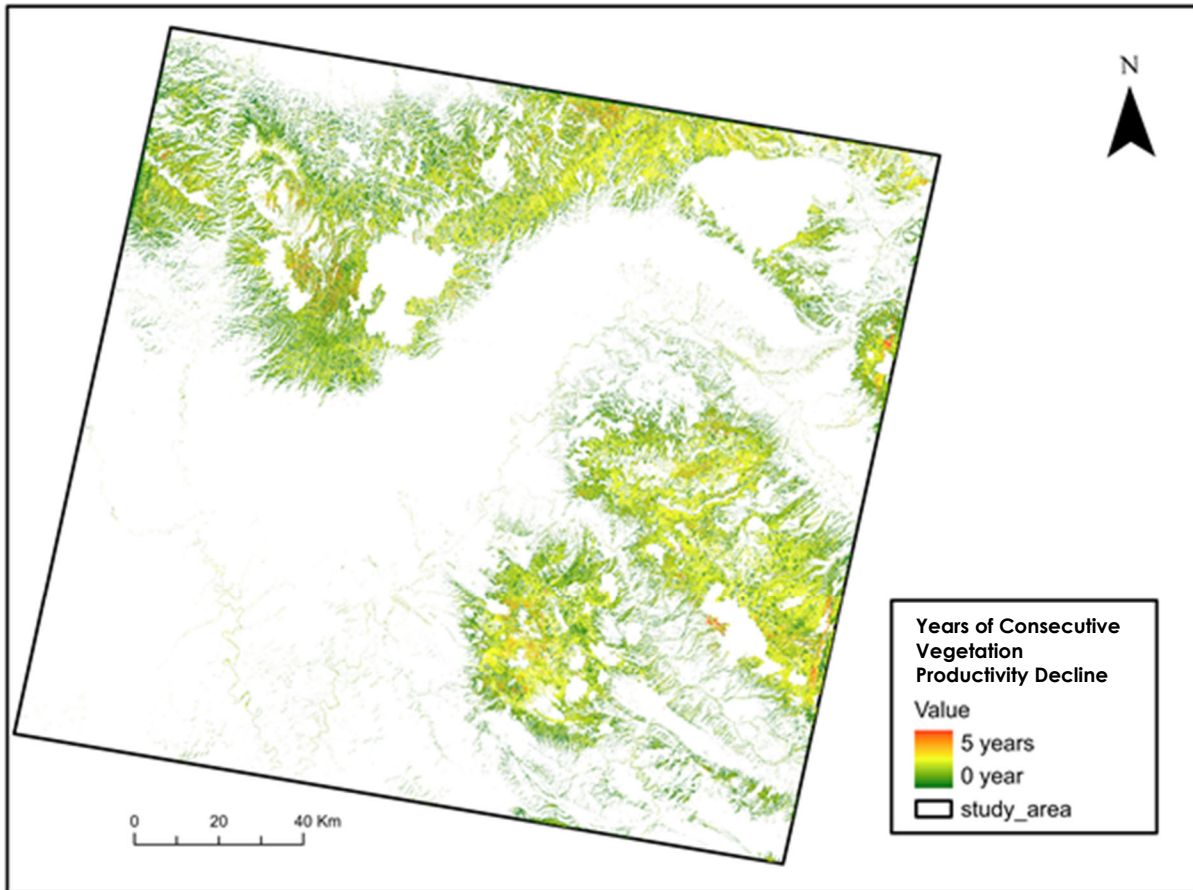 N
Years of Consecutive
Vegetation
Productivity Decline
Value
5 years
0 year
study_area
0 20 40 Km